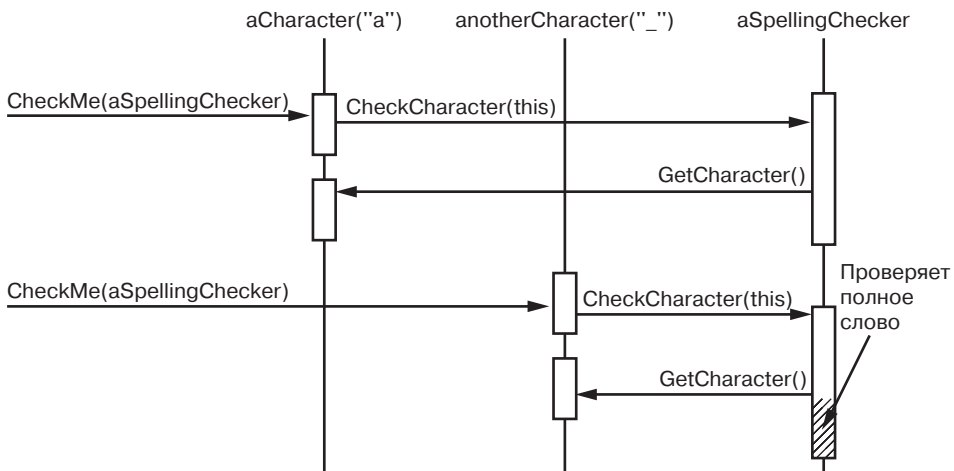 aCharacter("a")
anotherCharacter("_")
aSpellingChecker
CheckMe(aSpellingChecker)
CheckCharacter(this)
GetCharacter()
CheckMe(aSpellingChecker)
CheckCharacter(this)
Проверяет
полное
слово
GetCharacter()